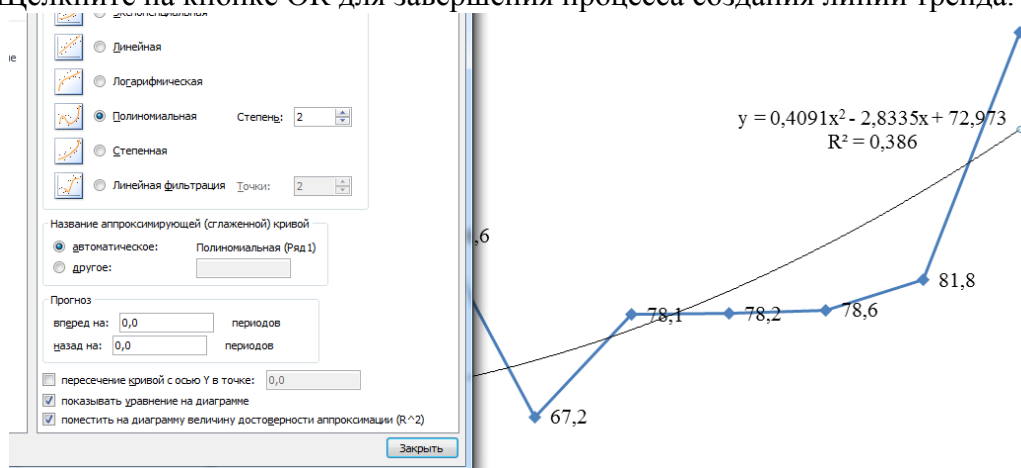 Щелкните на кнопке ОК для завершения процесса создания линии тренда.
Экспоненциальная
Линейная
Логарифмическая
Полиномиальная Степень: 2
Степенная
Линейная фильтрация Точки: 2
Название аппроксимирующей (сглаженной) кривой
автоматическое: Полиномиальная (Ряд1)
другое:
Прогноз
вперед на: 0,0 периодов
назад на: 0,0 периодов
пересечение кривой с осью Y в точке: 0,0
показывать уравнение на диаграмме
поместить на диаграмму величину достоверности аппроксимации (R^2)
Закрыть
y = 0,4091x² - 2,8335x + 72,973
R² = 0,386
,6
67,2
78,1
78,2
78,6
81,8